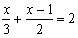 x/3 + (x − 1)/2 = 2